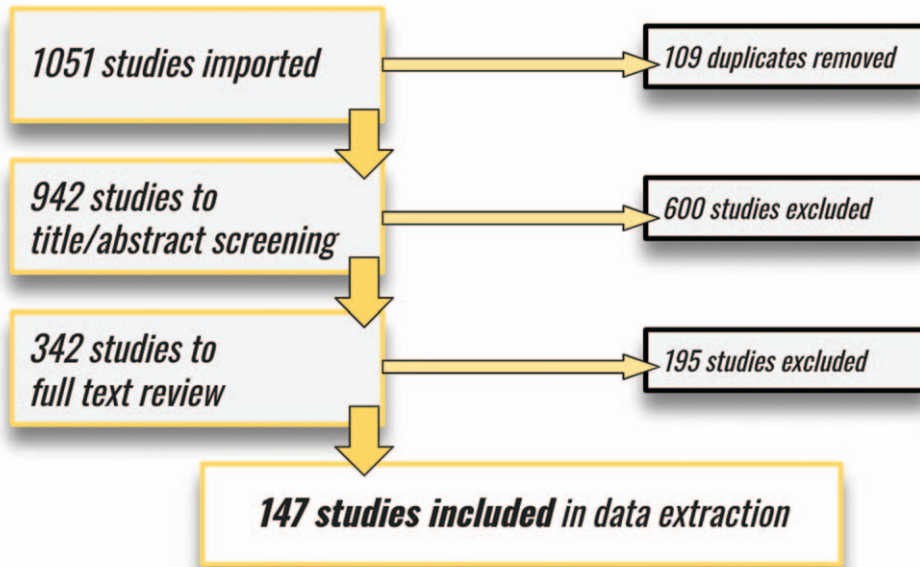 1051 studies imported
109 duplicates removed
942 studies to
title/abstract screening
600 studies excluded
342 studies to
full text review
195 studies excluded
147 studies included in data extraction